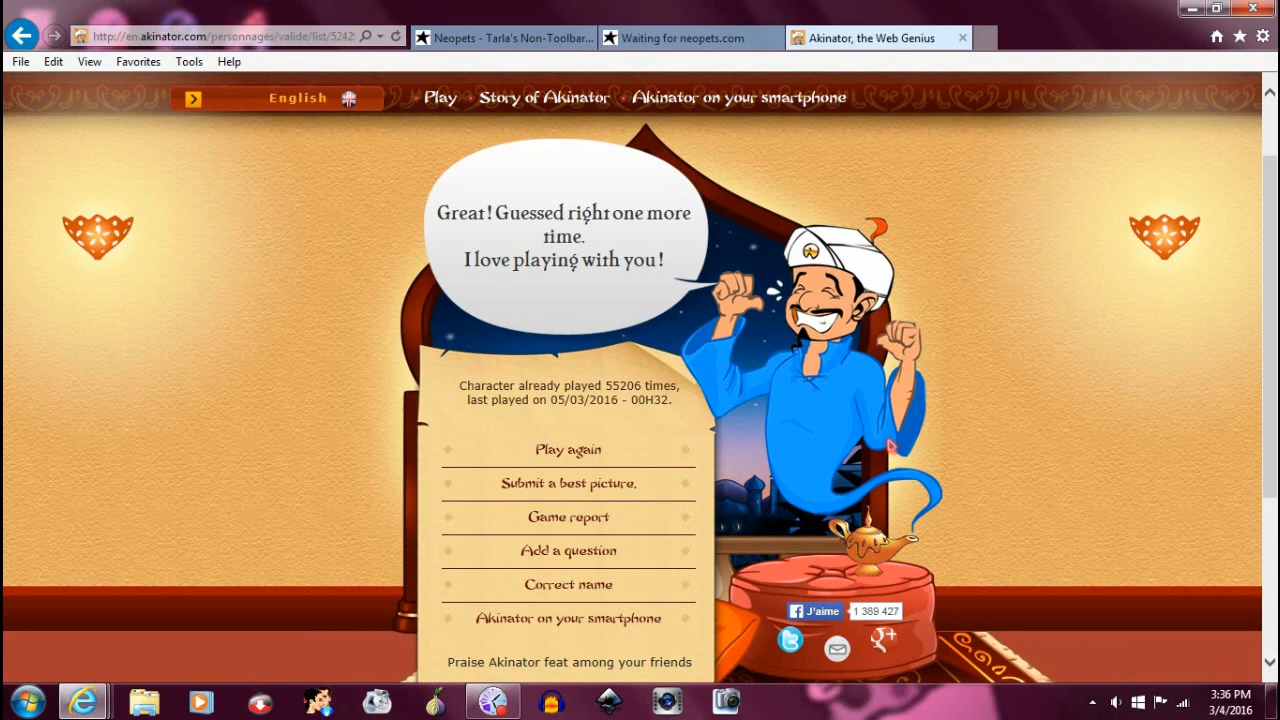 http://en.akinator.com/personnages/valide/list/5242
Neopets - Tarla's Non-Toolbar...
Waiting for neopets.com
Akinator, the Web Genius
File Edit View Favorites Tools Help
English
Play
Story of Akinator
Akinator on your smartphone
Great! Guessed right one more
time.
I love playing with you!
Character already played 55206 times,
last played on 05/03/2016 - 00H32.
Play again
Submit a best picture.
Game report
Add a question
Correct name
Akinator on your smartphone
Praise Akinator feat among your friends
J'aime
1 389 427
3:36 PM
3/4/2016